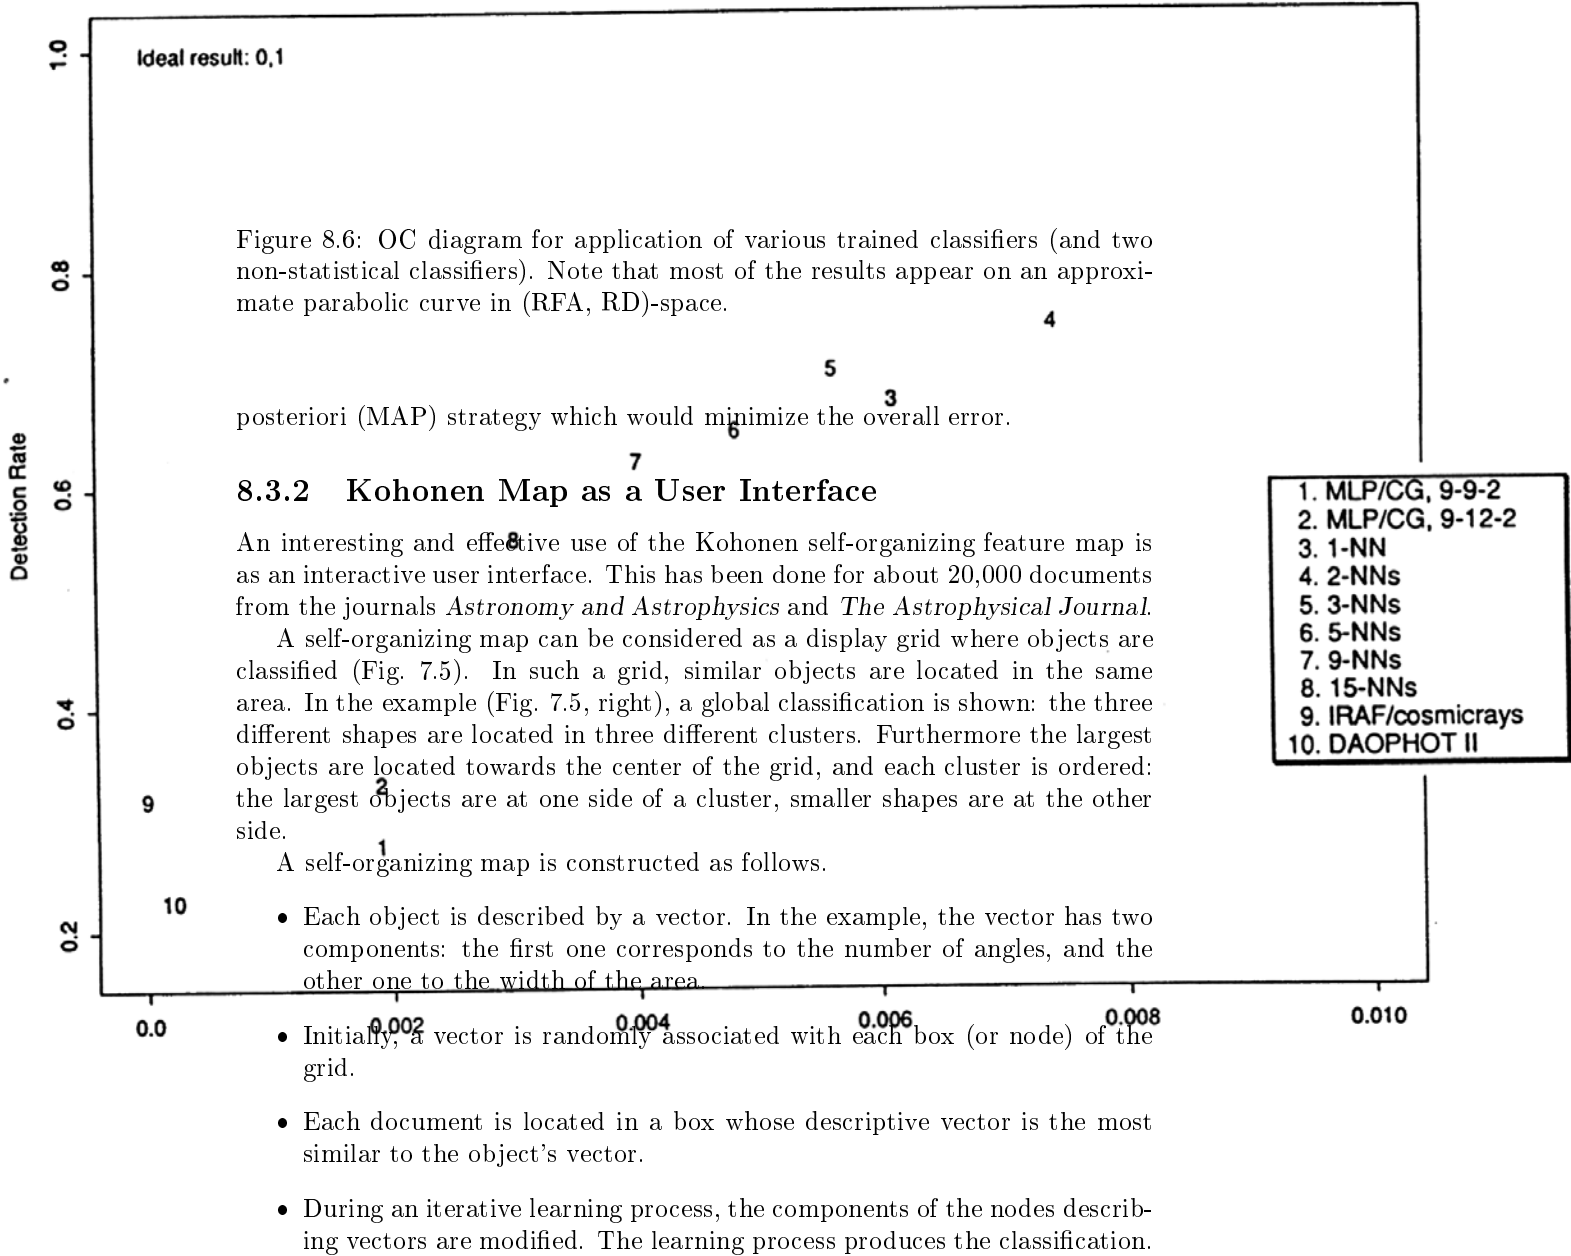 Ideal result: 0,1
1.0
0.8
0.6
0.4
0.2
Detection Rate
Figure 8.6: OC diagram for application of various trained classifiers (and two
non-statistical classifiers). Note that most of the results appear on an approxi-
mate parabolic curve in (RFA, RD)-space.
4
5
3
posteriori (MAP) strategy which would minimize the overall error.
6
7
8.3.2 Kohonen Map as a User Interface
An interesting and effective use of the Kohonen self-organizing feature map is
8
as an interactive user interface. This has been done for about 20,000 documents
from the journals Astronomy and Astrophysics and The Astrophysical Journal.
A self-organizing map can be considered as a display grid where objects are
classified (Fig. 7.5). In such a grid, similar objects are located in the same
area. In the example (Fig. 7.5, right), a global classification is shown: the three
different shapes are located in three different clusters. Furthermore the largest
objects are located towards the center of the grid, and each cluster is ordered:
2
the largest objects are at one side of a cluster, smaller shapes are at the other
9
side.
1
A self-organizing map is constructed as follows.
10
• Each object is described by a vector. In the example, the vector has two
components: the first one corresponds to the number of angles, and the
other one to the width of the area.
0.0
0.002
0.004
0.006
0.008
0.010
• Initially, a vector is randomly associated with each box (or node) of the
grid.
• Each document is located in a box whose descriptive vector is the most
similar to the object's vector.
• During an iterative learning process, the components of the nodes describ-
ing vectors are modified. The learning process produces the classification.
1. MLP/CG, 9-9-2
2. MLP/CG, 9-12-2
3. 1-NN
4. 2-NNs
5. 3-NNs
6. 5-NNs
7. 9-NNs
8. 15-NNs
9. IRAF/cosmicrays
10. DAOPHOT II